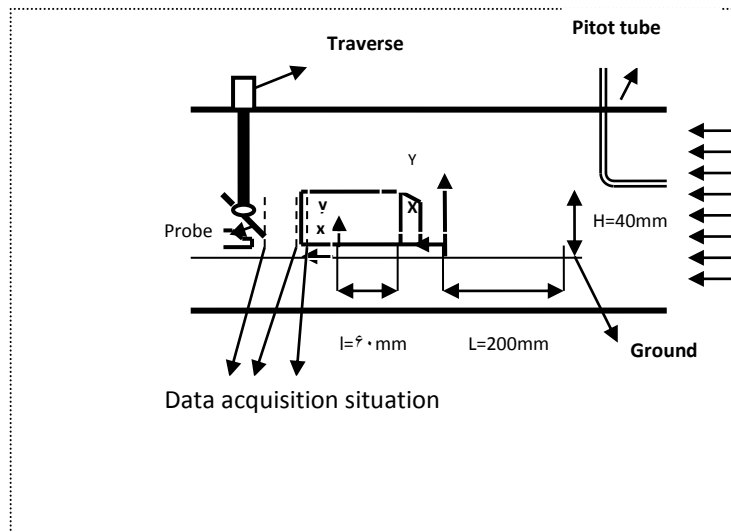 Pitot tube
Traverse
Y
y
X
x
H=40mm
Probe
l=۶۰mm
L=200mm
Ground
Data acquisition situation